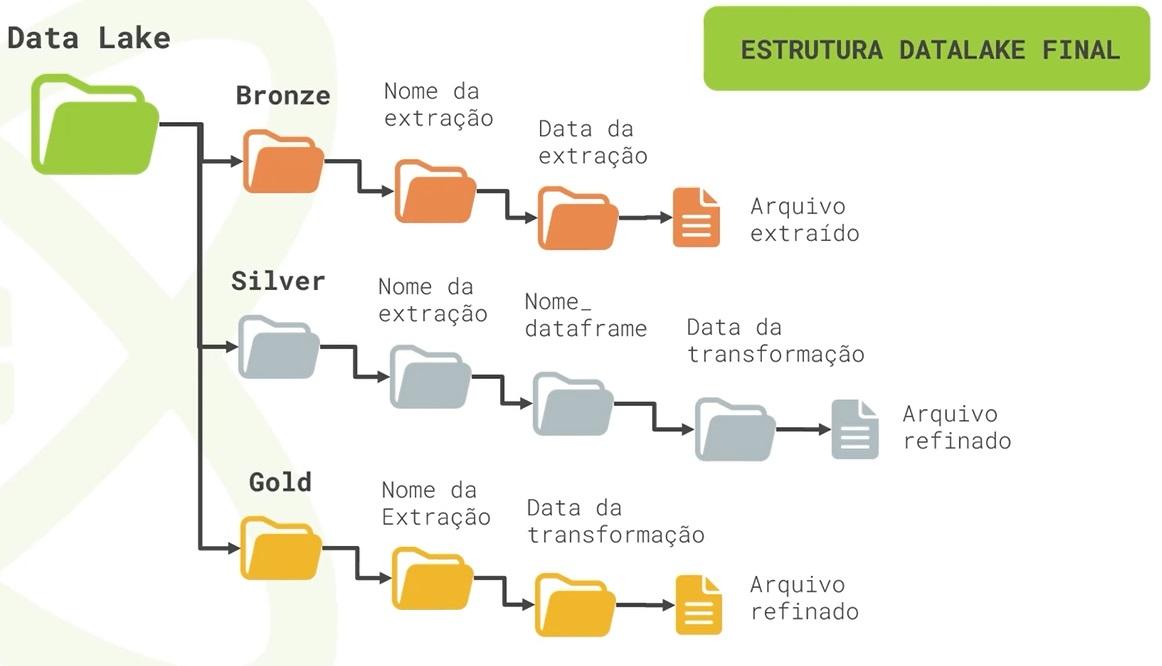 Data Lake
ESTRUTURA DATALAKE FINAL
Bronze
Nome da
extração
Data da
extração
Arquivo
extraído
Silver
Nome da
extração
Nome_
dataframe
Data da
transformação
Arquivo
refinado
Gold
Nome da
Extração
Data da
transformação
Arquivo
refinado